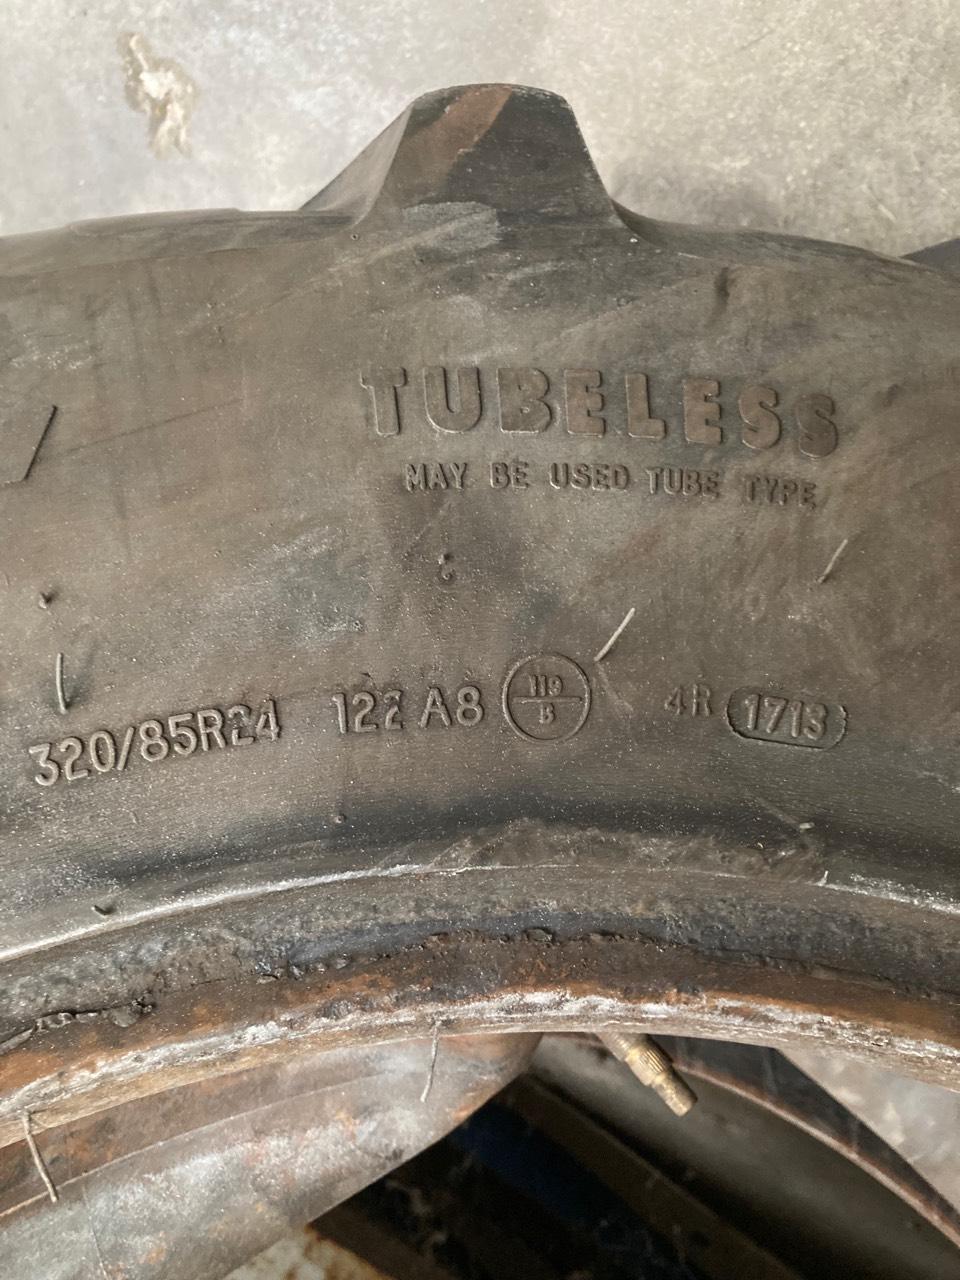 TUBELESS
MAY BE USED TUBE TYPE
320/85R24 122 A8 119 B 4R 1713